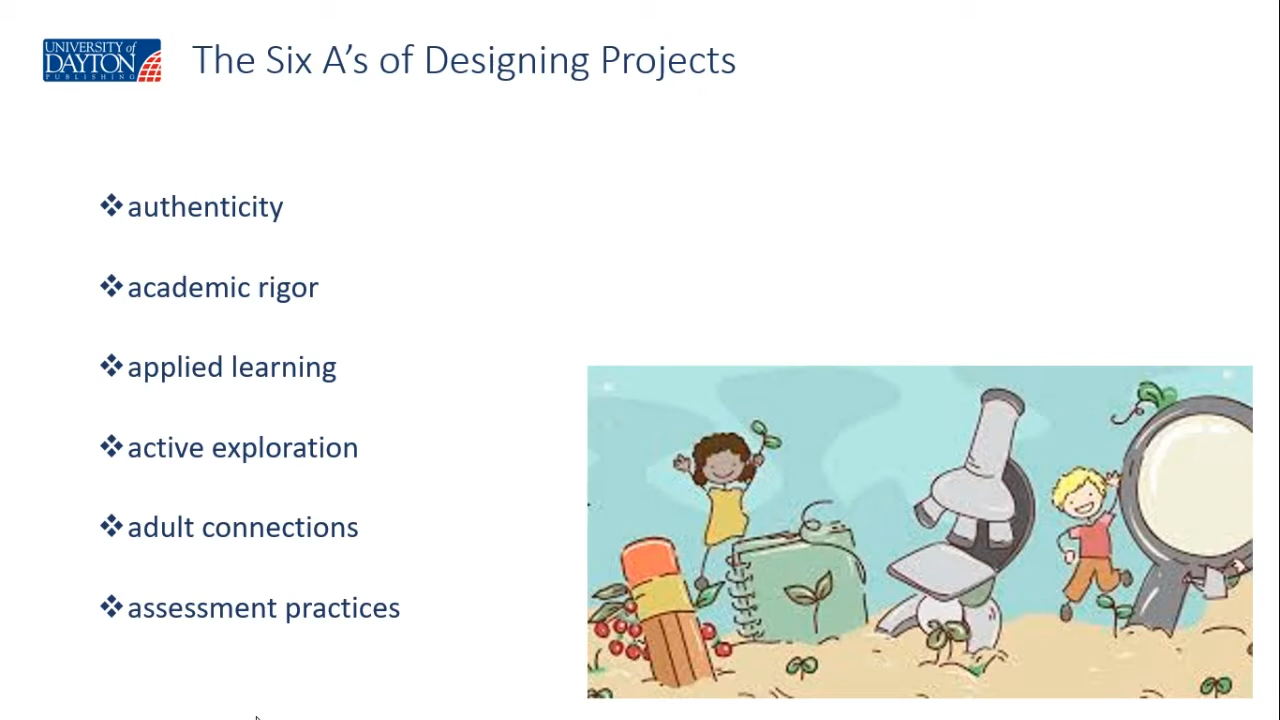 UNIVERSITY of
DAYTON
PUBLISHING
The Six A’s of Designing Projects
❖authenticity
❖academic rigor
❖applied learning
❖active exploration
❖adult connections
❖assessment practices